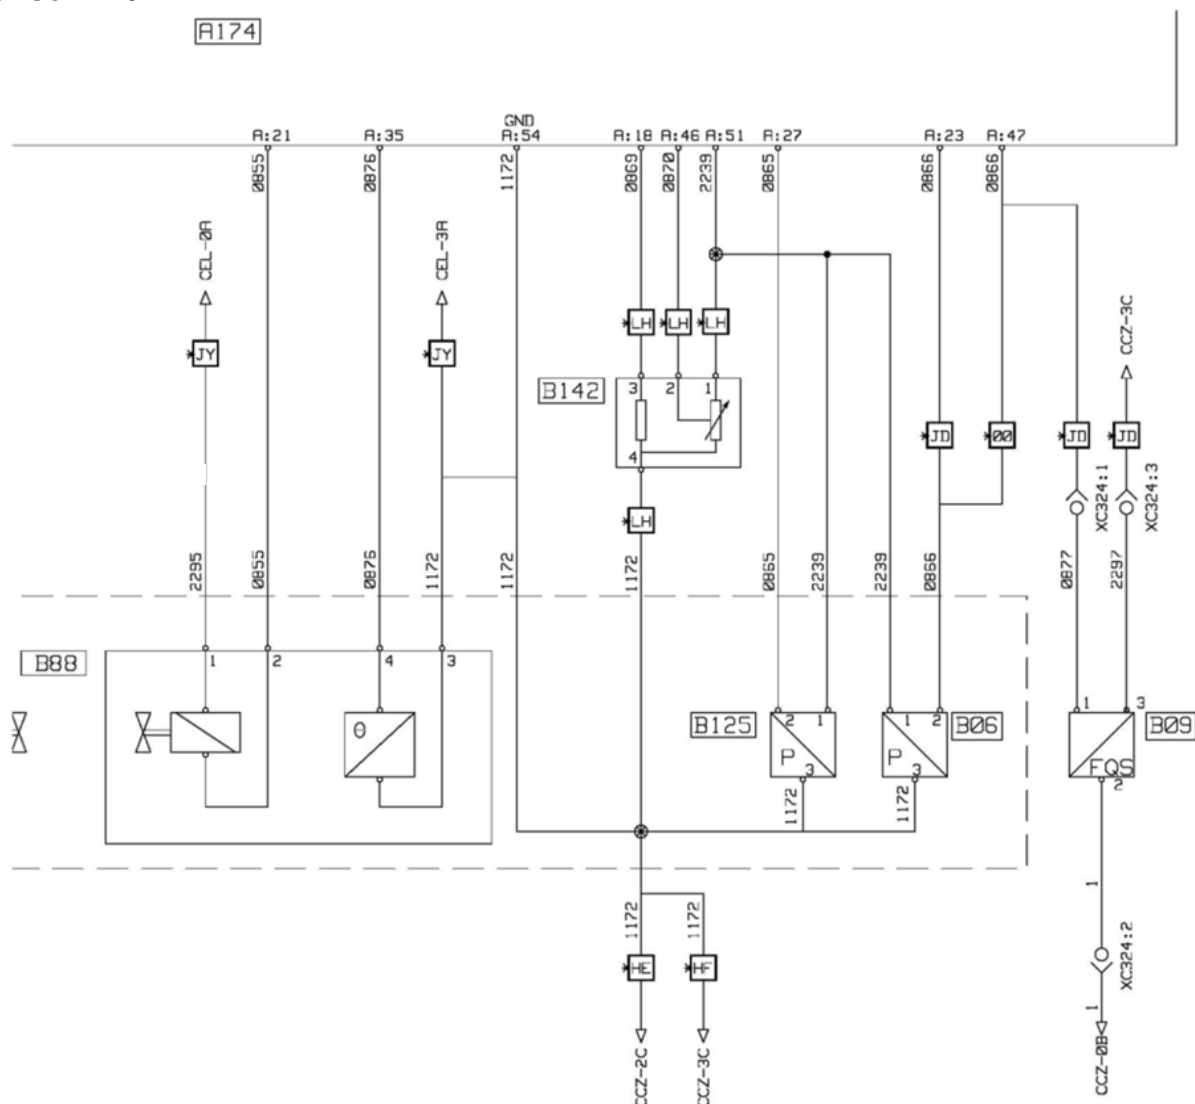 A174
GND
A:21 A:35 A:54 A:18 A:46 A:51 A:27 A:23 A:47
0855 0876 1172 0869 0870 2239 0865 0866 0866
CEL-0A CEL-3A
CCZ-3C
*LH *LH *LH
*JY *JY
B142
3 2 1
4
*JD *00 *JD *JD
XC324:1 XC324:3
*LH
2295 0855 0876 1172 1172 1172 0865 2239 2239 0866 0877 2297
B88
1 2 4 3
θ
B125
2 1
P
3
1 2
P
3
B06
1 3
FQS
2
B09
1172 1172
1172 1172
1
*HE *HF
XC324:2
1
CCZ-2C CCZ-3C CCZ-0B